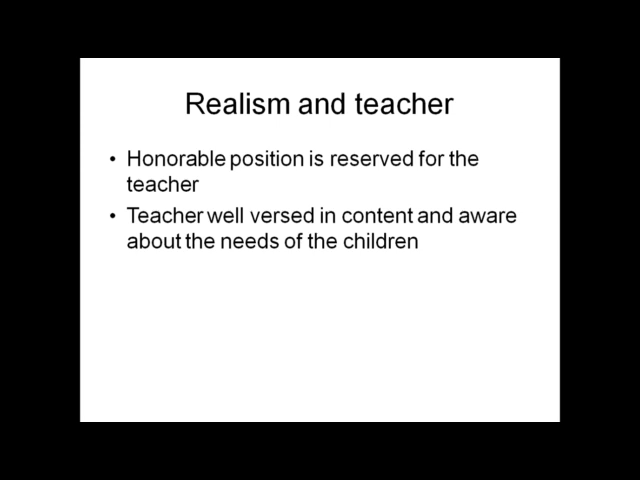 Realism and teacher
• Honorable position is reserved for the
teacher
• Teacher well versed in content and aware
about the needs of the children